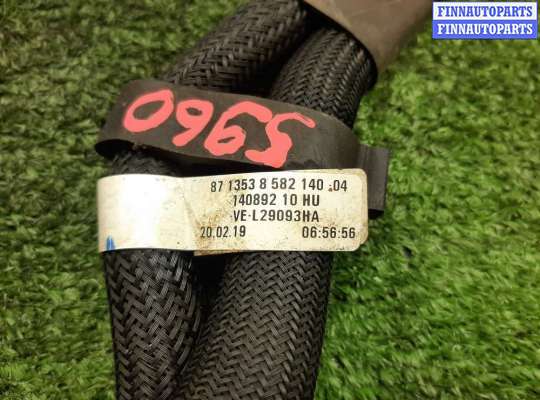 FINNAUTOPARTS
FINNAUTOPARTS
5960
87 1353 8 582 140 .04
140892 10 HU
VE-L29093HA
20.02.19 06:56:56